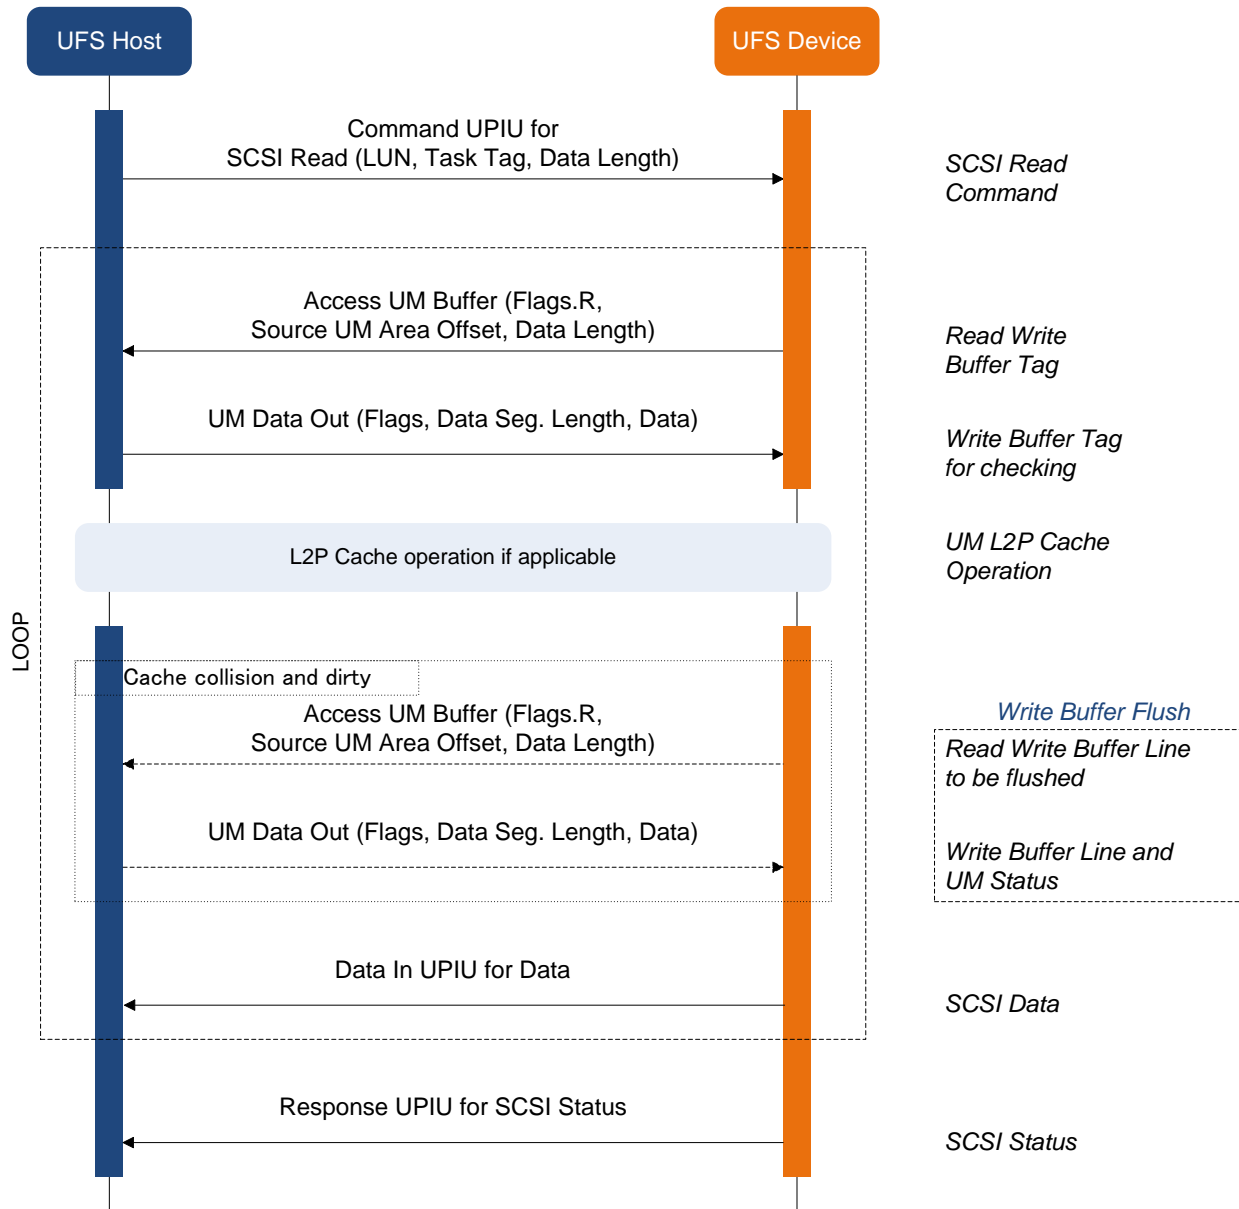 UFS Host
UFS Device
Command UPIU for
SCSI Read (LUN, Task Tag, Data Length)
SCSI Read
Command
Access UM Buffer (Flags.R,
Source UM Area Offset, Data Length)
Read Write
Buffer Tag
UM Data Out (Flags, Data Seg. Length, Data)
Write Buffer Tag
for checking
L2P Cache operation if applicable
UM L2P Cache
Operation
LOOP
Cache collision and dirty
Access UM Buffer (Flags.R,
Source UM Area Offset, Data Length)
Write Buffer Flush
Read Write Buffer Line
to be flushed
UM Data Out (Flags, Data Seg. Length, Data)
Write Buffer Line and
UM Status
Data In UPIU for Data
SCSI Data
Response UPIU for SCSI Status
SCSI Status